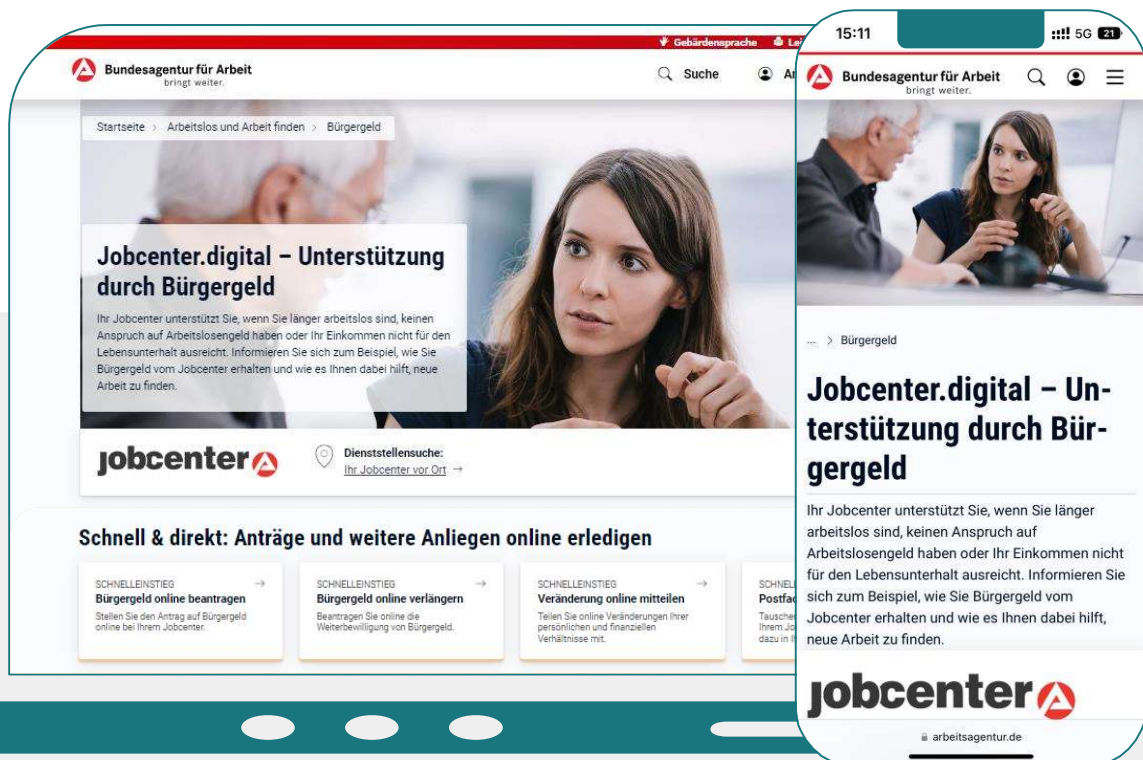 Gebärdensprache
Bundesagentur für Arbeit
bringt weiter.
Suche
Startseite > Arbeitslos und Arbeit finden > Bürgergeld
Jobcenter.digital – Unterstützung
durch Bürgergeld
Ihr Jobcenter unterstützt Sie, wenn Sie länger arbeitslos sind, keinen
Anspruch auf Arbeitslosengeld haben oder Ihr Einkommen nicht für den
Lebensunterhalt ausreicht. Informieren Sie sich zum Beispiel, wie Sie
Bürgergeld vom Jobcenter erhalten und wie es Ihnen dabei hilft, neue
Arbeit zu finden.
jobcenter
Dienststellensuche:
Ihr Jobcenter vor Ort →
Schnell & direkt: Anträge und weitere Anliegen online erledigen
SCHNELLEINSTIEG →
Bürgergeld online beantragen
Stellen Sie den Antrag auf Bürgergeld
online bei Ihrem Jobcenter.
SCHNELLEINSTIEG →
Bürgergeld online verlängern
Beantragen Sie online die
Weiterbewilligung von Bürgergeld.
SCHNELLEINSTIEG →
Veränderung online mitteilen
Teilen Sie online Veränderungen Ihrer
persönlichen und finanziellen
Verhältnisse mit.
SCHNELL
Postfac
Tausche
Ihrem Jo
dazu in I
15:11
5G 21
Bundesagentur für Arbeit
bringt weiter.
... > Bürgergeld
Jobcenter.digital – Un-
terstützung durch Bür-
gergeld
Ihr Jobcenter unterstützt Sie, wenn Sie länger
arbeitslos sind, keinen Anspruch auf
Arbeitslosengeld haben oder Ihr Einkommen nicht
für den Lebensunterhalt ausreicht. Informieren Sie
sich zum Beispiel, wie Sie Bürgergeld vom
Jobcenter erhalten und wie es Ihnen dabei hilft,
neue Arbeit zu finden.
jobcenter
arbeitsagentur.de